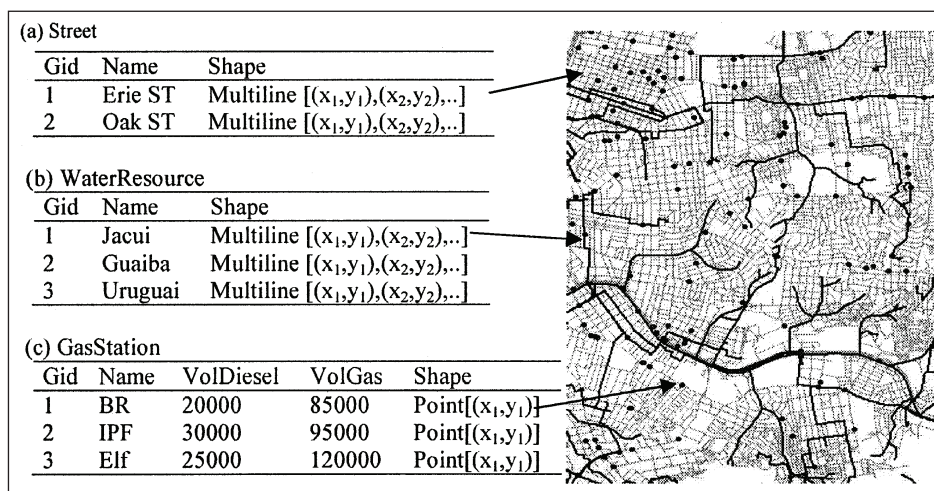 (a) Street
Gid Name Shape
1 Erie ST Multiline [(x₁,y₁),(x₂,y₂),..]
2 Oak ST Multiline [(x₁,y₁),(x₂,y₂),..]
(b) WaterResource
Gid Name Shape
1 Jacui Multiline [(x₁,y₁),(x₂,y₂),..]
2 Guaiba Multiline [(x₁,y₁),(x₂,y₂),..]
3 Uruguai Multiline [(x₁,y₁),(x₂,y₂),..]
(c) GasStation
Gid Name VolDiesel VolGas Shape
1 BR 20000 85000 Point[(x₁,y₁)]
2 IPF 30000 95000 Point[(x₁,y₁)]
3 Elf 25000 120000 Point[(x₁,y₁)]